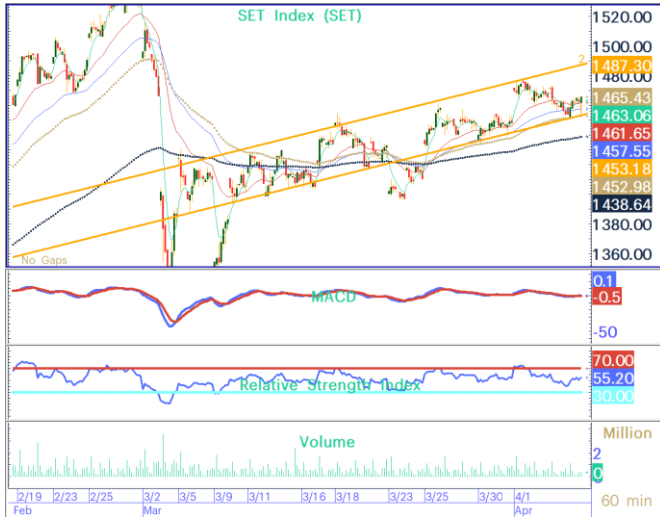 SET Index (SET)
2
1520.00
1500.00
1487.30
1480.00
1465.43
1463.06
1461.65
1457.55
1453.18
1452.98
1438.64
1380.00
1360.00
No Gaps
MACD
0.1
-0.5
-50
Relative Strength Index
70.00
55.20
30.00
Volume
Million
2
0
2/19 2/23 2/25 3/2 3/5 3/9 3/11 3/16 3/18 3/23 3/25 3/30 4/1
Feb Mar Apr
60 min